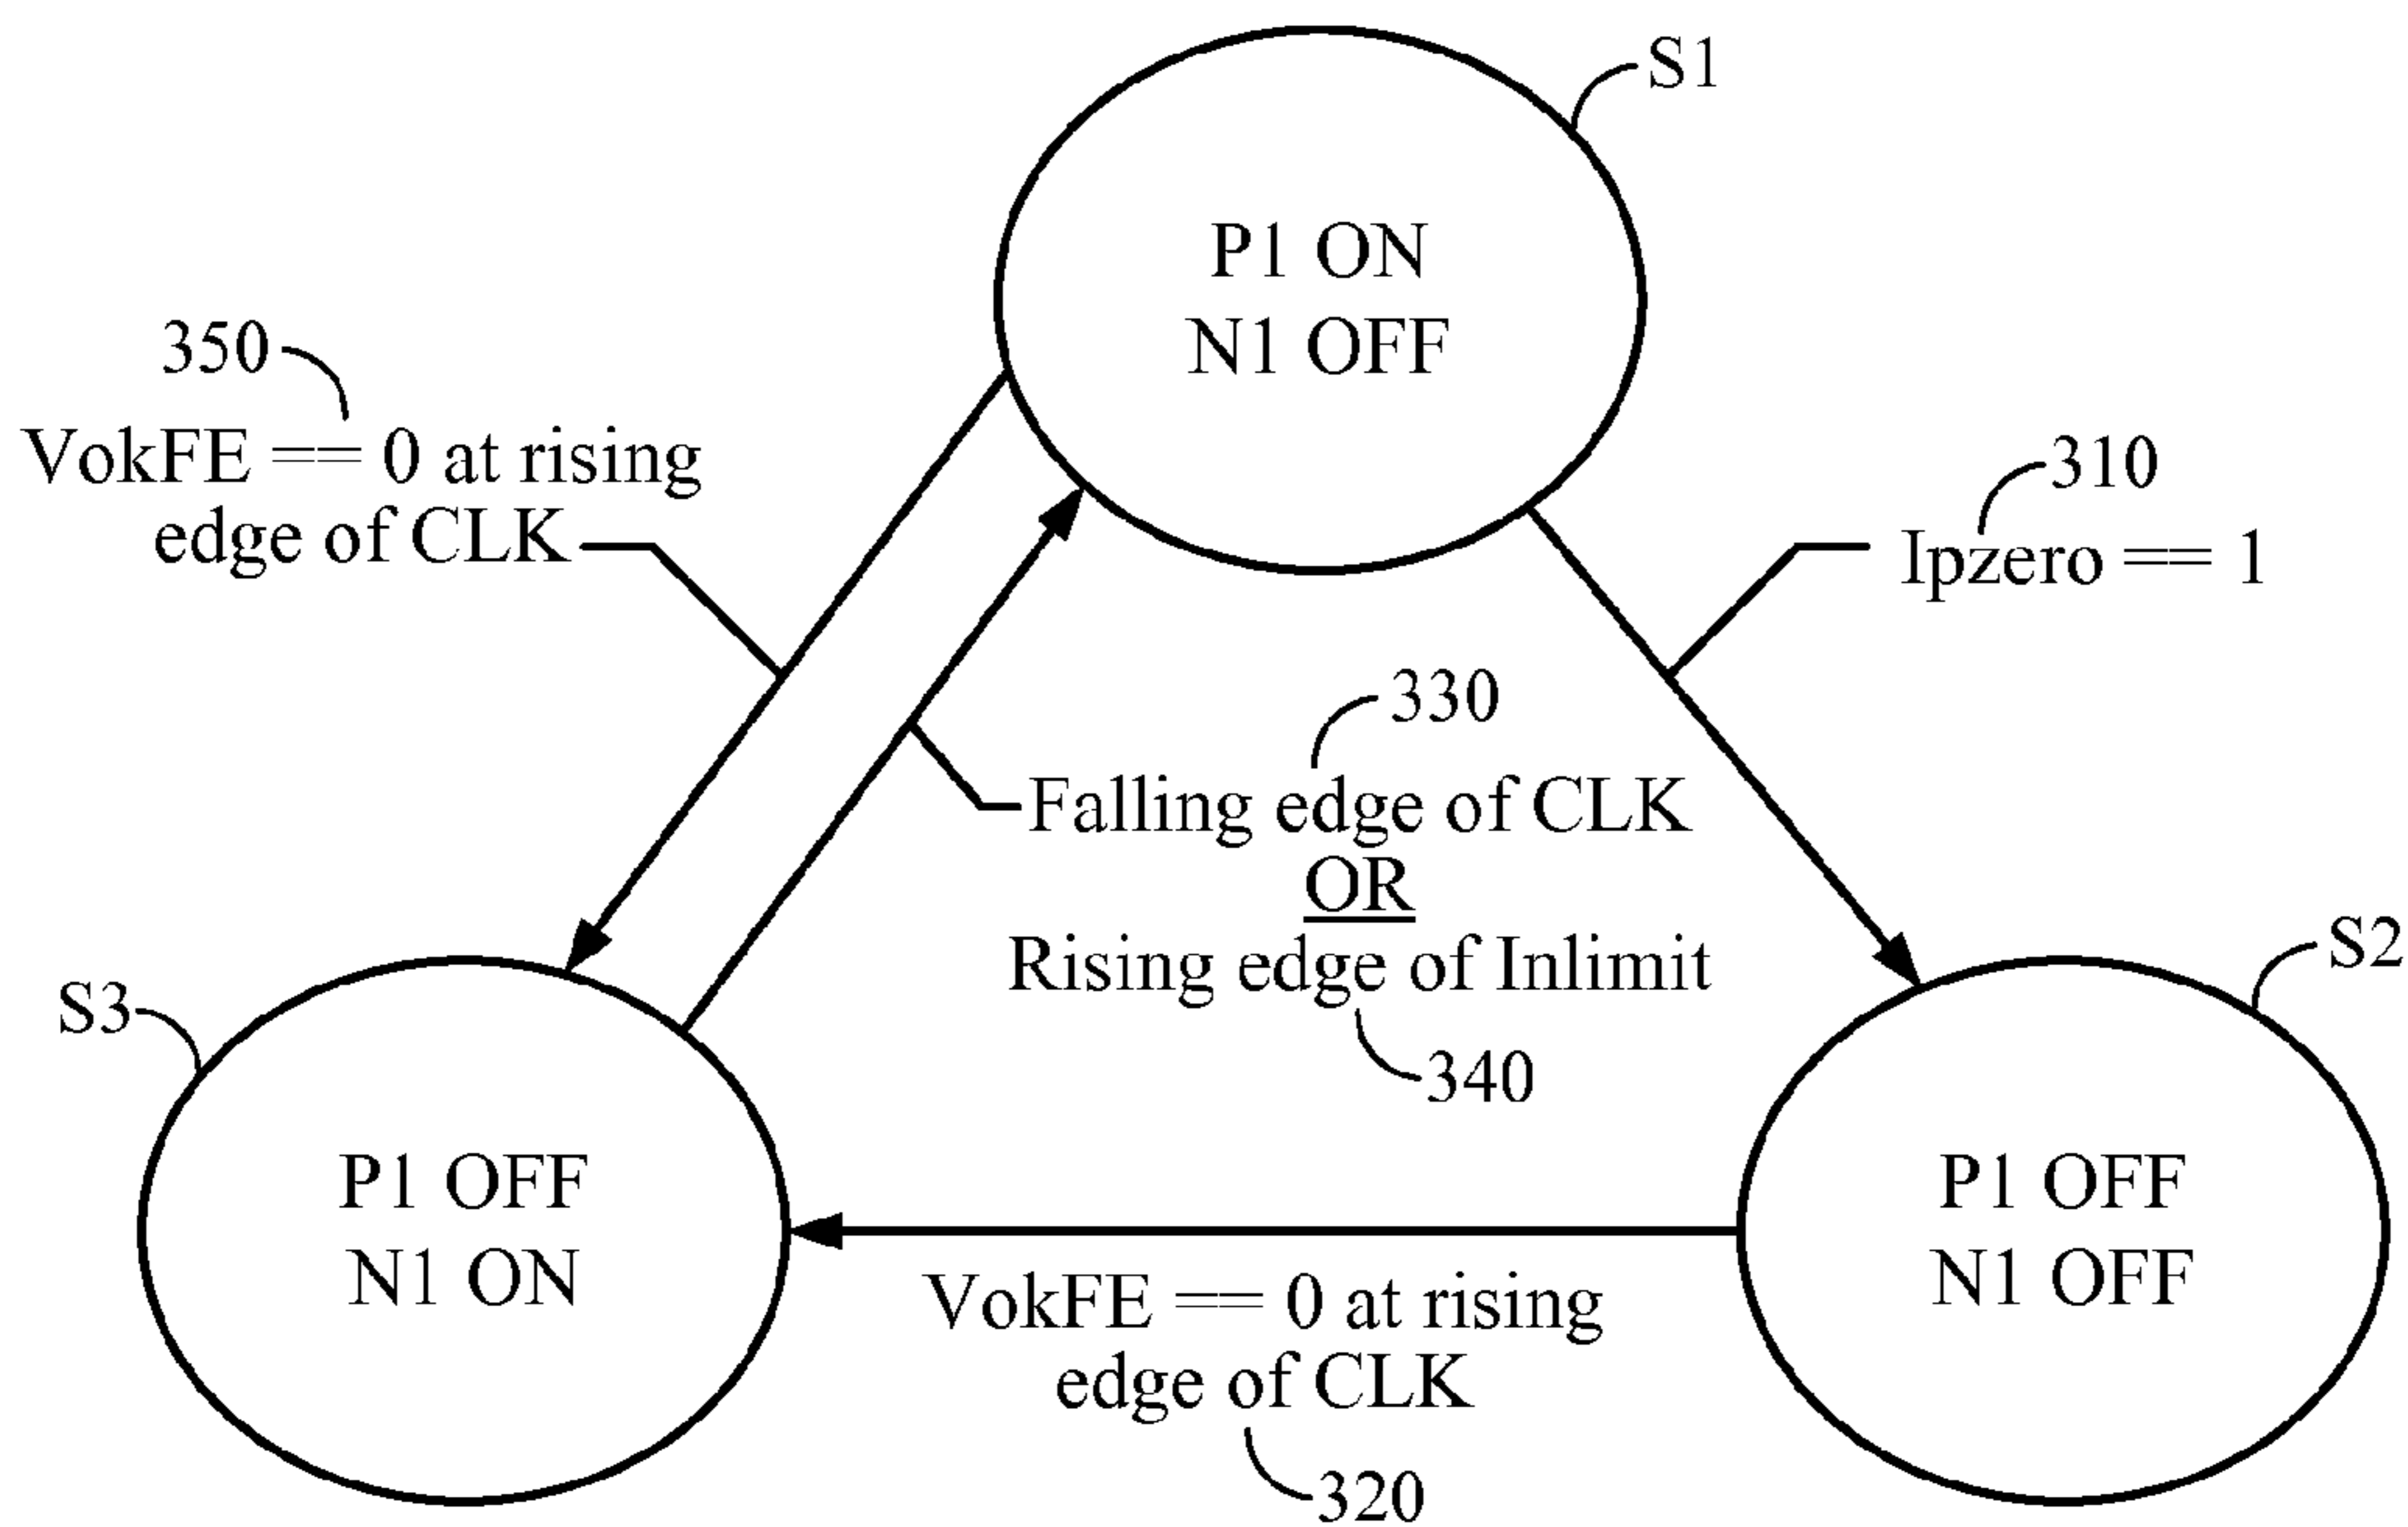 S1
P1 ON
N1 OFF
350
VokFE == 0 at rising
edge of CLK
310
Ipzero == 1
330
Falling edge of CLK
OR
Rising edge of Inlimit
340
S2
S3
P1 OFF
N1 ON
P1 OFF
N1 OFF
VokFE == 0 at rising
edge of CLK
320